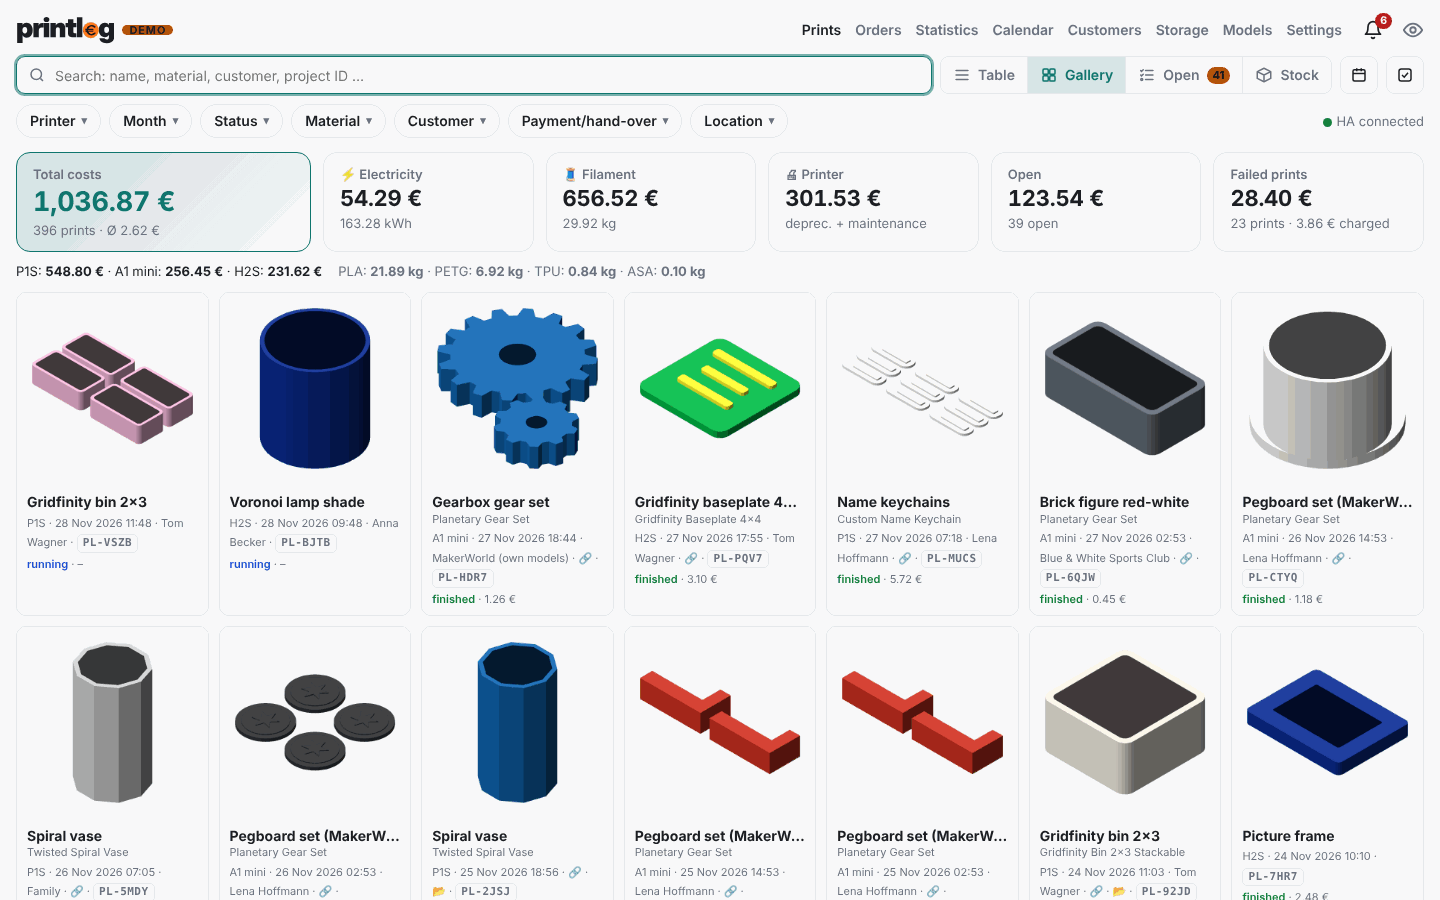 printl€g DEMO
Prints Orders Statistics Calendar Customers Storage Models Settings 6
Search: name, material, customer, project ID ...
Table Gallery Open 41 Stock
Printer ▾ Month ▾ Status ▾ Material ▾ Customer ▾ Payment/hand-over ▾ Location ▾
HA connected
Total costs
1,036.87 €
396 prints · Ø 2.62 €
⚡ Electricity
54.29 €
163.28 kWh
🧵 Filament
656.52 €
29.92 kg
🖨 Printer
301.53 €
deprec. + maintenance
Open
123.54 €
39 open
Failed prints
28.40 €
23 prints · 3.86 € charged
P1S: 548.80 € · A1 mini: 256.45 € · H2S: 231.62 € PLA: 21.89 kg · PETG: 6.92 kg · TPU: 0.84 kg · ASA: 0.10 kg
Gridfinity bin 2×3
P1S · 28 Nov 2026 11:48 · Tom
Wagner · PL-VSZB
running · –
Voronoi lamp shade
H2S · 28 Nov 2026 09:48 · Anna
Becker · PL-BJTB
running · –
Gearbox gear set
Planetary Gear Set
A1 mini · 27 Nov 2026 18:44 ·
MakerWorld (own models) · 🔗 ·
PL-HDR7
finished · 1.26 €
Gridfinity baseplate 4...
Gridfinity Baseplate 4×4
H2S · 27 Nov 2026 17:55 · Tom
Wagner · 🔗 · PL-PQV7
finished · 3.10 €
Name keychains
Custom Name Keychain
P1S · 27 Nov 2026 07:18 · Lena
Hoffmann · 🔗 · PL-MUCS
finished · 5.72 €
Brick figure red-white
Planetary Gear Set
A1 mini · 27 Nov 2026 02:53 ·
Blue & White Sports Club · 🔗 ·
PL-6QJW
finished · 0.45 €
Pegboard set (MakerW...
Planetary Gear Set
A1 mini · 26 Nov 2026 14:53 ·
Lena Hoffmann · 🔗 ·
PL-CTYQ
finished · 1.18 €
Spiral vase
Twisted Spiral Vase
P1S · 26 Nov 2026 07:05 ·
Family · 🔗 · PL-5MDY
Pegboard set (MakerW...
Planetary Gear Set
A1 mini · 26 Nov 2026 02:53 ·
Lena Hoffmann · 🔗 ·
Spiral vase
Twisted Spiral Vase
P1S · 25 Nov 2026 18:56 · 🔗 ·
📂 · PL-2JSJ
Pegboard set (MakerW...
Planetary Gear Set
A1 mini · 25 Nov 2026 14:53 ·
Lena Hoffmann · 🔗 ·
Pegboard set (MakerW...
Planetary Gear Set
A1 mini · 25 Nov 2026 02:53 ·
Lena Hoffmann · 🔗 ·
Gridfinity bin 2×3
Gridfinity Bin 2×3 Stackable
P1S · 24 Nov 2026 11:03 · Tom
Wagner · 🔗 · 📂 · PL-92JD
Picture frame
H2S · 24 Nov 2026 10:10 ·
PL-7HR7
finished · 2.48 €